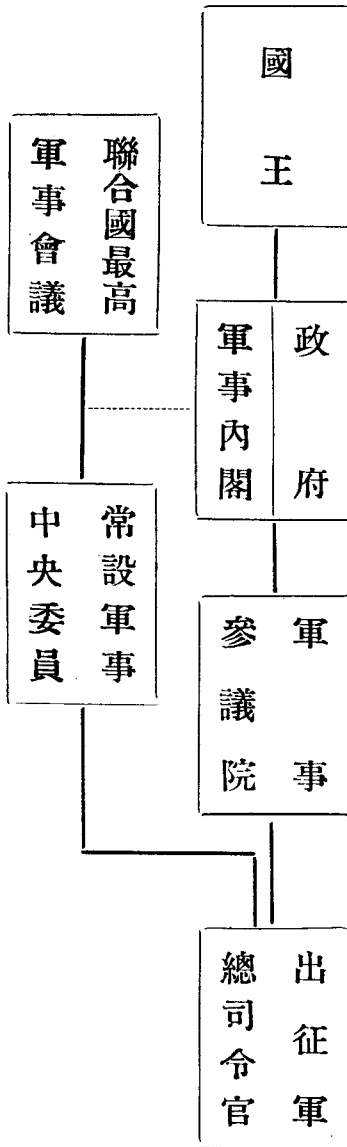 國王
政府
軍事內閣
軍事
參議院
出征軍
總司令官
聯合國最高
軍事會議
常設軍事
中央委員